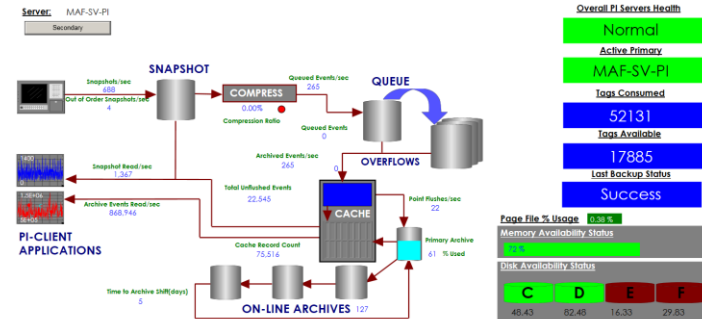 Server: MAF-SV-PI
Secondary
Snapshots/sec
688
Out of Order Snapshots/sec
4
SNAPSHOT
COMPRESS
0.00%
Compression Ratio
Queued Events/sec
265
QUEUE
Queued Events
0
Archived Events/sec
265
0
OVERFLOWS
1400
0
Snapshot Read/sec
1,367
Archive Events Read/sec
868,946
PI-CLIENT
APPLICATIONS
Total Unflushed Events
22,545
CACHE
Point Flushes/sec
22
Cache Record Count
75,516
Primary Archive
61 % Used
Time to Archive Shift(days)
5
ON-LINE ARCHIVES 127
Overall PI Servers Health
Normal
Active Primary
MAF-SV-PI
Tags Consumed
52131
Tags Available
17885
Last Backup Status
Success
Page File % Usage 0.38 %
Memory Availability Status
72 %
Disk Availability Status
C D E F
48.43 82.48 16.33 29.83